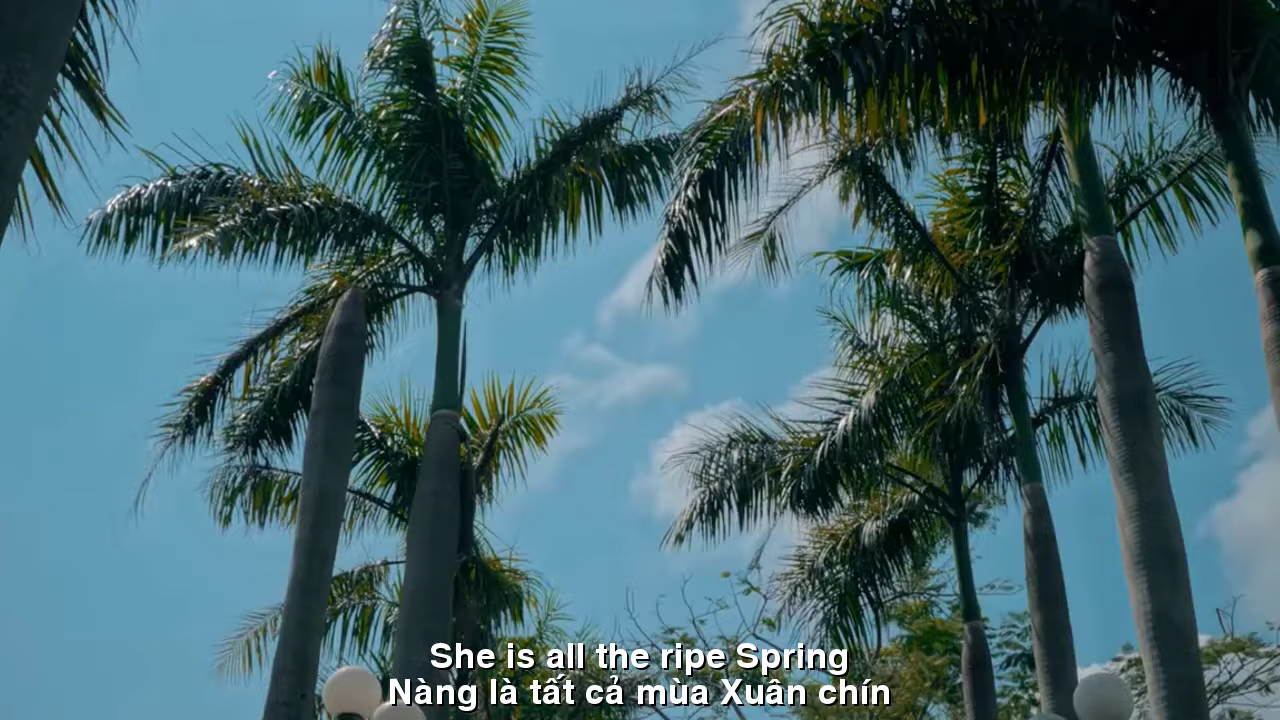 She is all the ripe Spring
Nàng là tất cả mùa Xuân chín